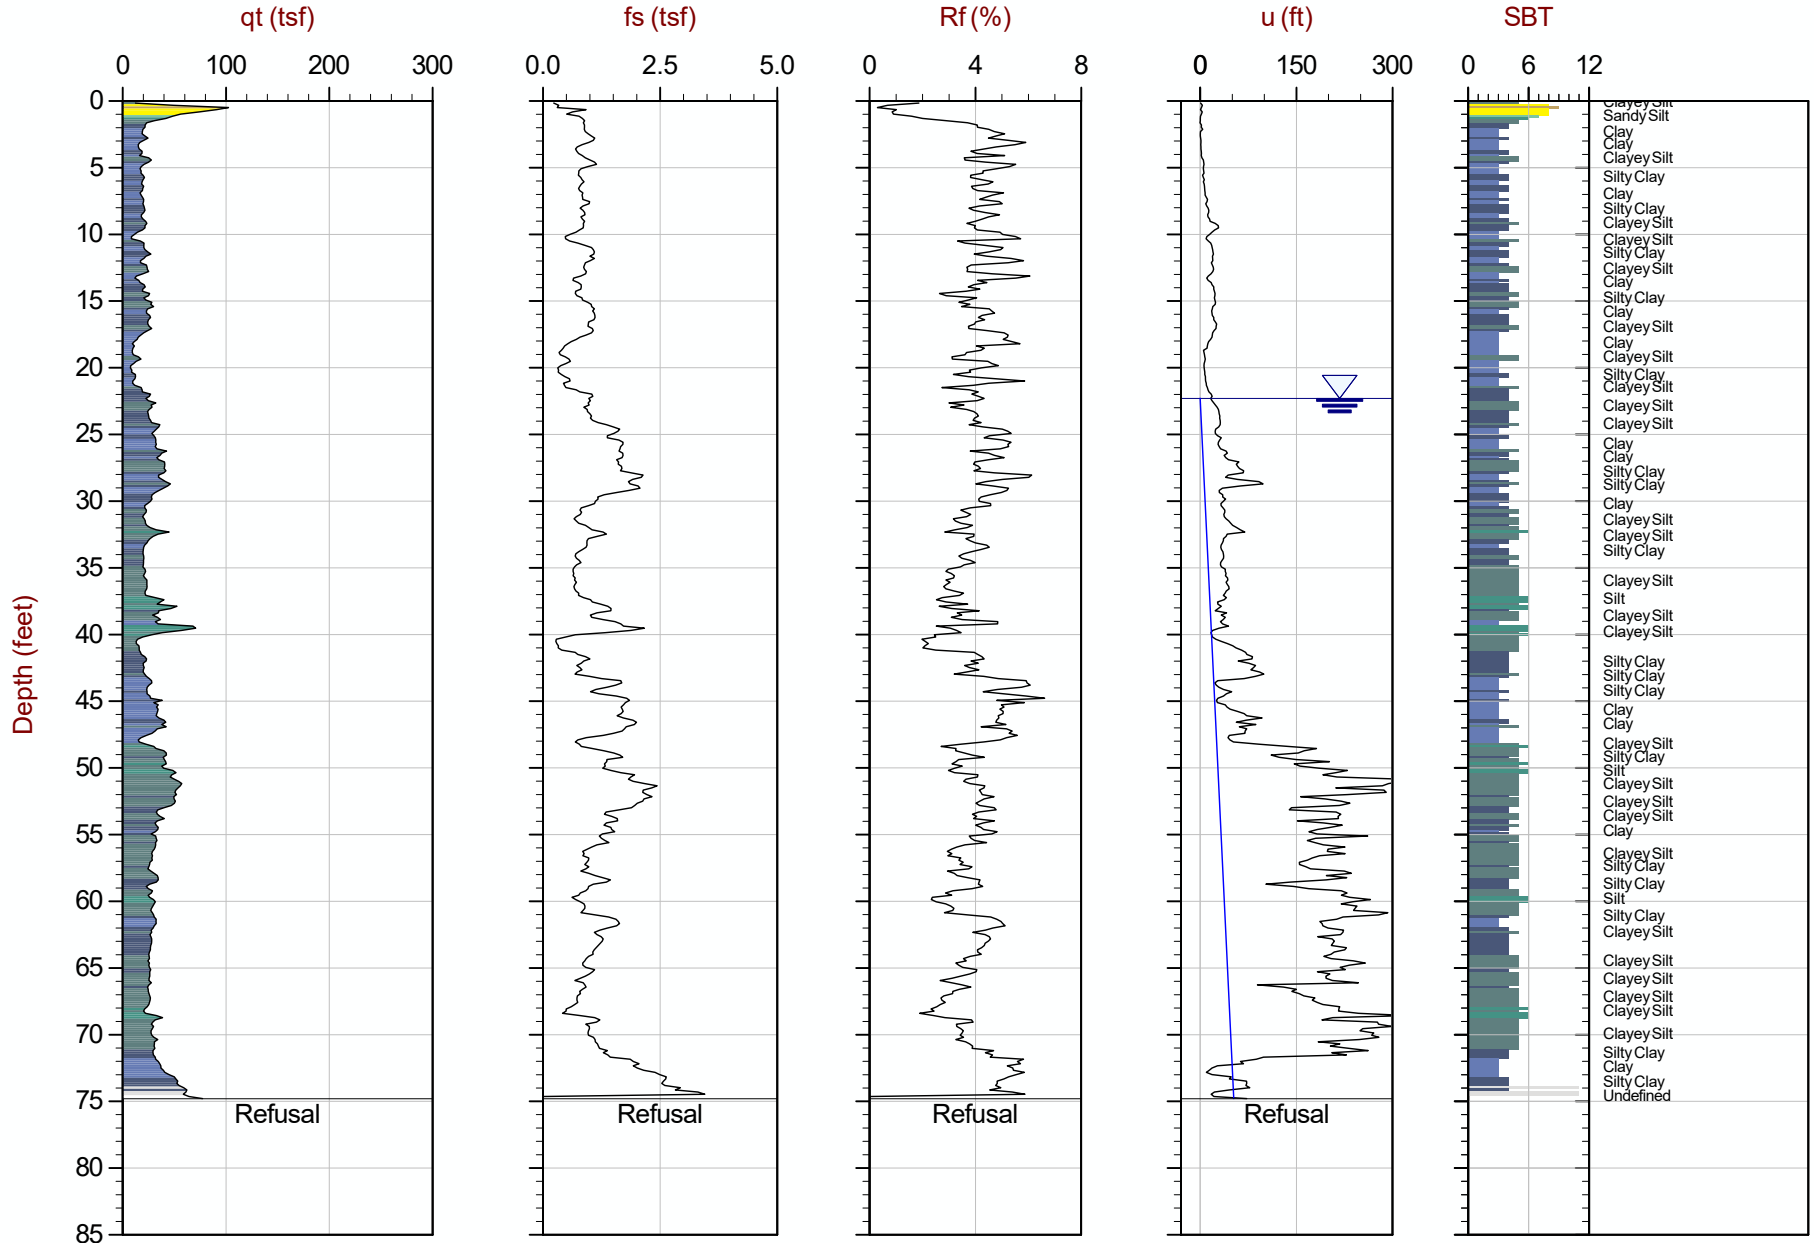 qt (tsf) fs (tsf) Rf (%) u (ft) SBT
0 100 200 300 0.0 2.5 5.0 0 4 8 0 150 300 0 6 12
0
5
10
15
20
25
30
35
40
45
50
55
60
65
70
75
80
85
Depth (feet)
Clayey Silt
Sandy Silt
Clay
Clay
Clayey Silt
Silty Clay
Clay
Silty Clay
Clayey Silt
Clayey Silt
Silty Clay
Clayey Silt
Clay
Silty Clay
Clay
Clayey Silt
Clay
Clayey Silt
Silty Clay
Clayey Silt
Clayey Silt
Clayey Silt
Clay
Clay
Silty Clay
Silty Clay
Clay
Clayey Silt
Clayey Silt
Silty Clay
Clayey Silt
Silt
Clayey Silt
Clayey Silt
Silty Clay
Silty Clay
Silty Clay
Clay
Clay
Clayey Silt
Silty Clay
Silt
Clayey Silt
Clayey Silt
Clayey Silt
Clay
Clayey Silt
Silty Clay
Silty Clay
Silt
Silty Clay
Clayey Silt
Clayey Silt
Clayey Silt
Clayey Silt
Clayey Silt
Clayey Silt
Silty Clay
Clay
Silty Clay
Undefined
Refusal Refusal Refusal Refusal